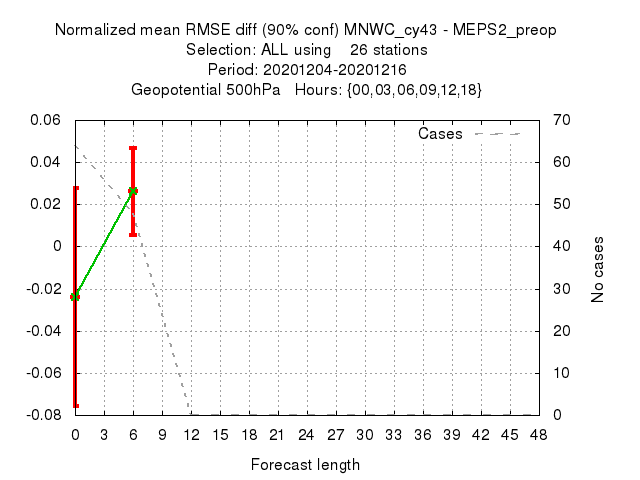 Normalized mean RMSE diff (90% conf) MNWC_cy43 - MEPS2_preop
Selection: ALL using    26 stations
Period: 20201204-20201216
Geopotential 500hPa   Hours: {00,03,06,09,12,18}
Cases
0.06
0.04
0.02
0
-0.02
-0.04
-0.06
-0.08
70
60
50
40
30
20
10
0
No cases
0 3 6 9 12 15 18 21 24 27 30 33 36 39 42 45 48
Forecast length